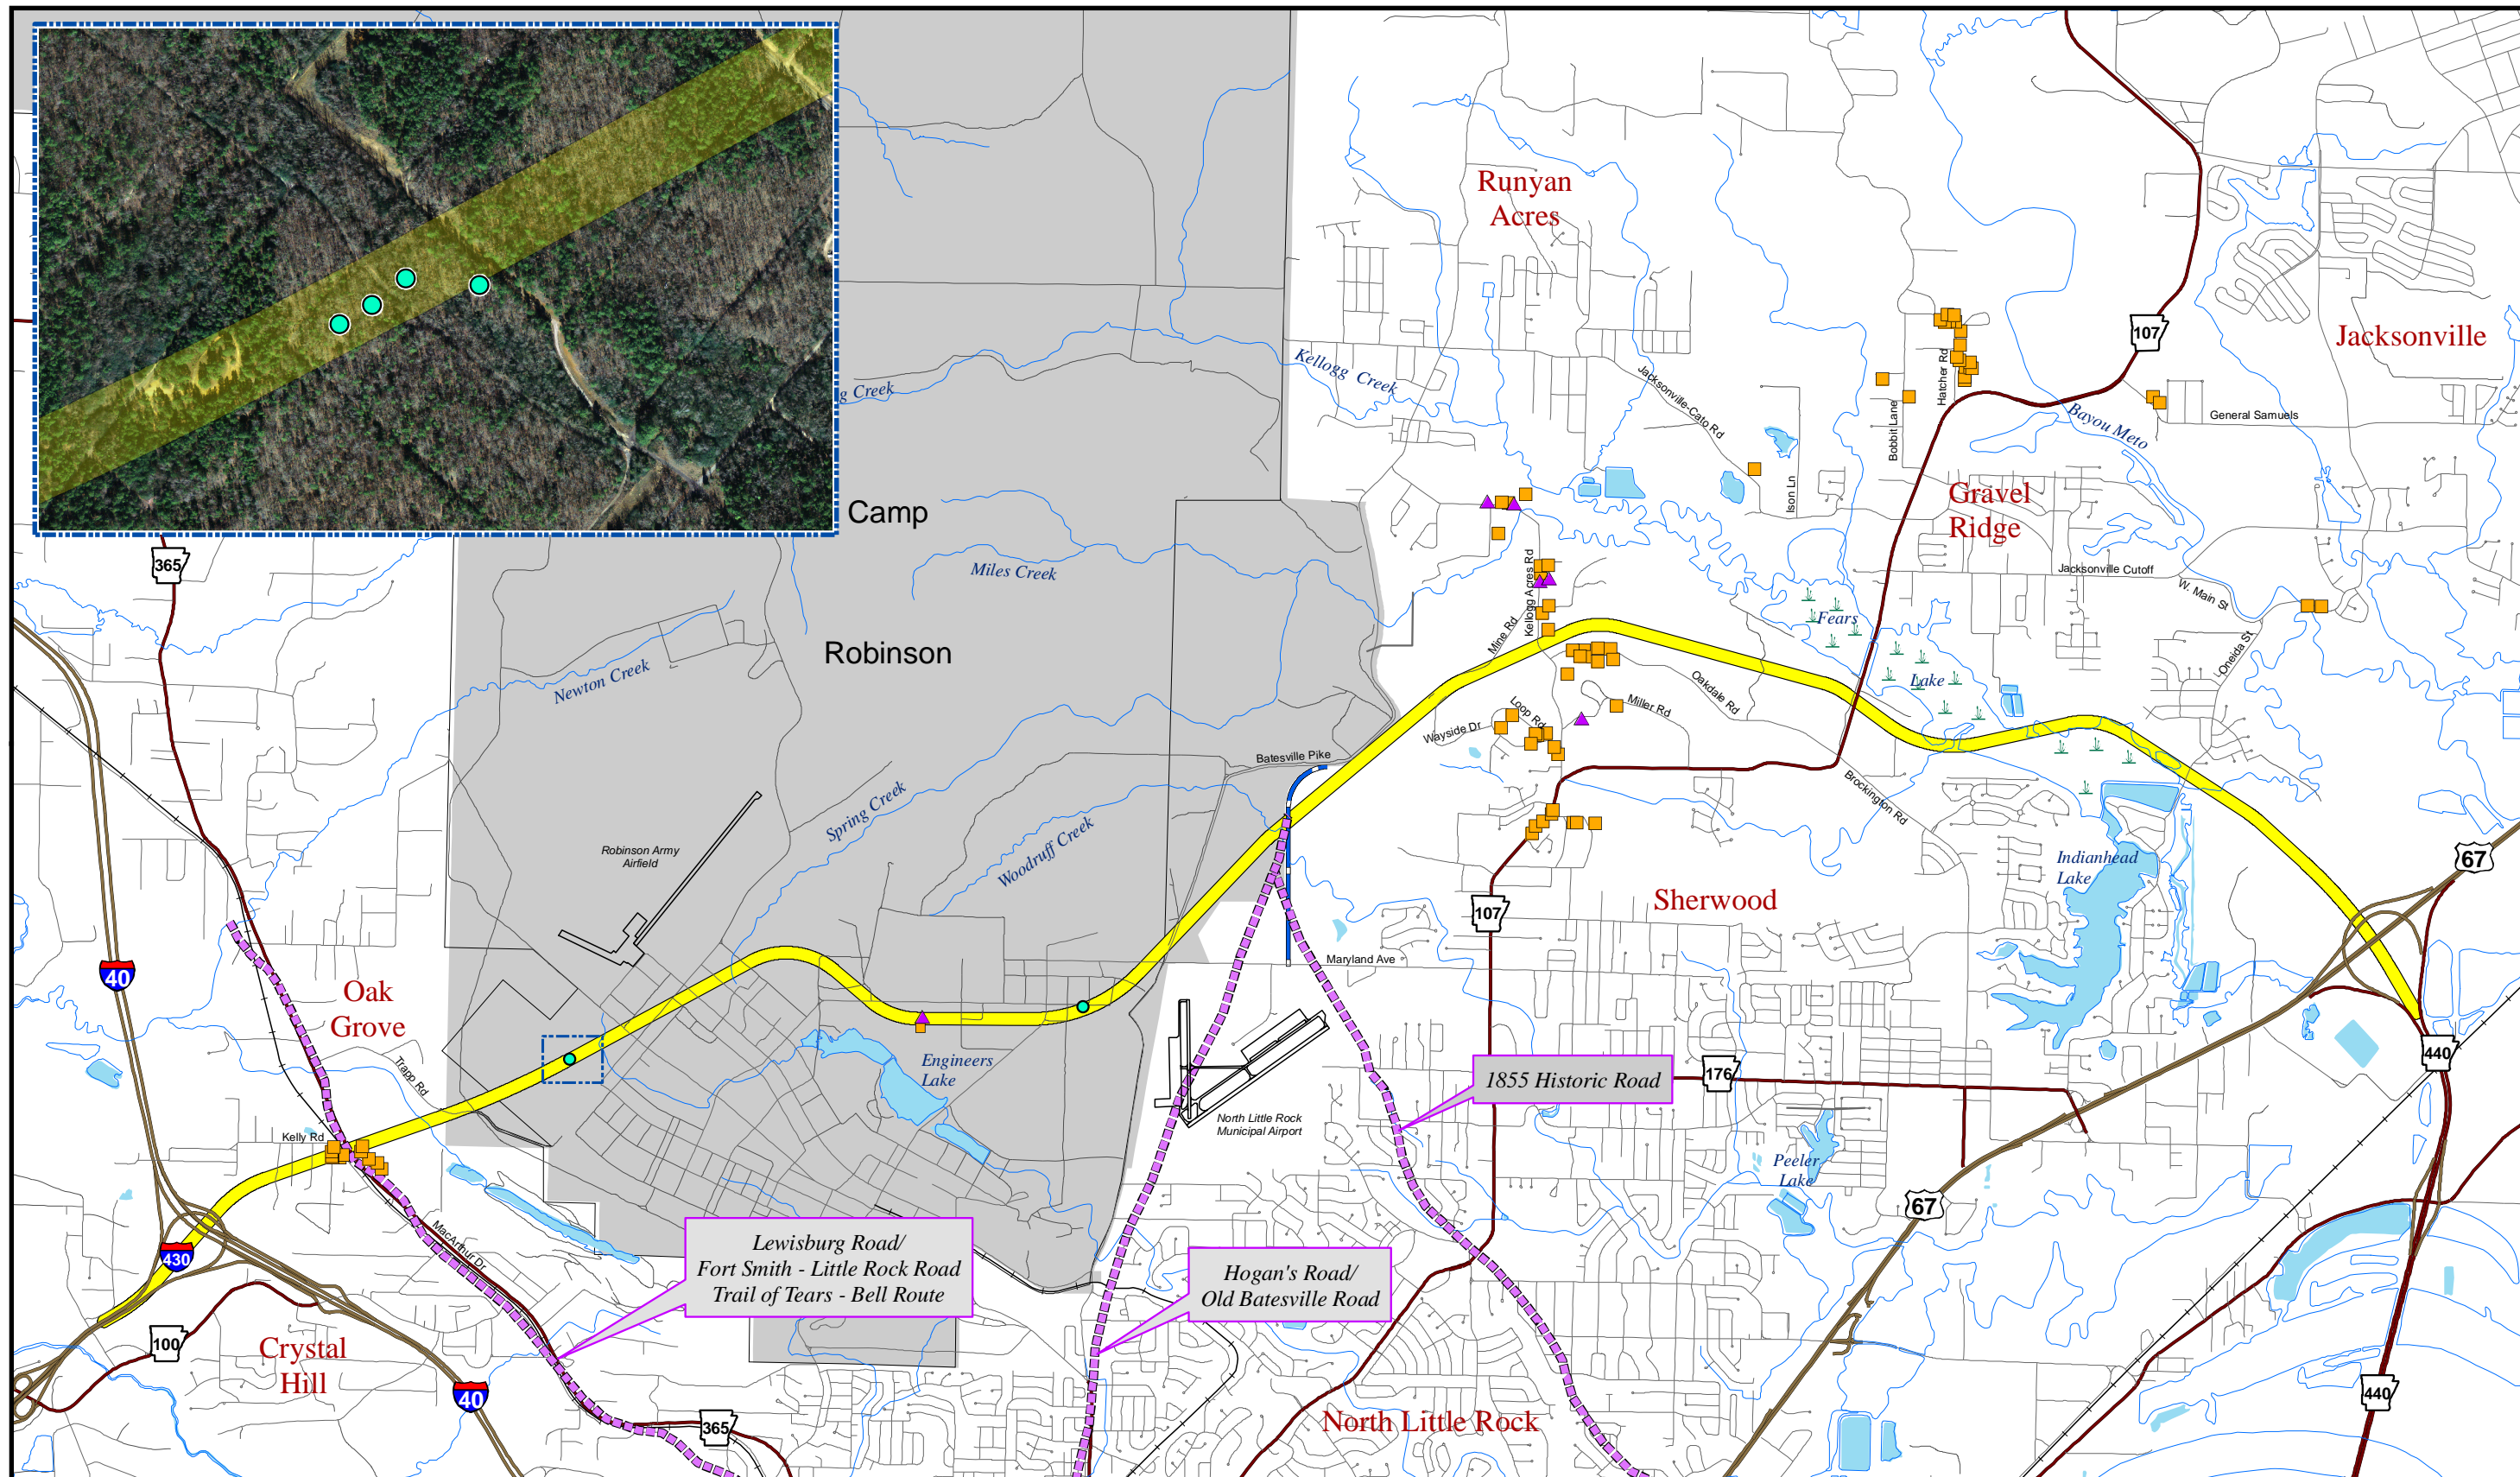 Runyan
Acres
107
Jacksonville
Kellogg Creek
g Creek
Jacksonville-Cato Rd
Hatcher Rd
Bobbit Lane
General Samuels
Bayou Meto
Ison Ln
Gravel
Ridge
Camp
365
Miles Creek
Kellogg Acres Rd
Jacksonville Cutoff
W. Main St
Mine Rd
Fears
Lake
Oneida St
Robinson
Newton Creek
Oakdale Rd
Miller Rd
Loop Rd
Wayside Dr
Batesville Pike
Brockington Rd
Spring Creek
Woodruff Creek
Robinson Army
Airfield
Indianhead
Lake
67
Sherwood
107
Maryland Ave
40
Oak
Grove
Trapp Rd
Engineers
Lake
440
176
1855 Historic Road
North Little Rock
Municipal Airport
Kelly Rd
Peeler
Lake
67
430
MacArthur Dr
Lewisburg Road/
Fort Smith - Little Rock Road
Trail of Tears - Bell Route
Hogan's Road/
Old Batesville Road
100
Crystal
Hill
40
365
North Little Rock
440